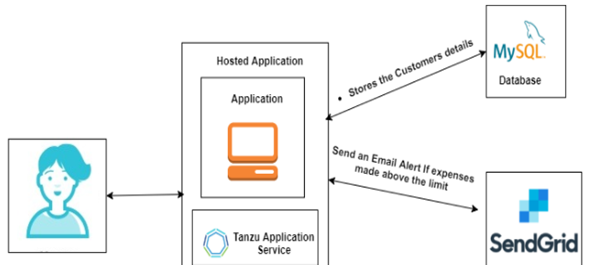 Hosted Application
Application
Tanzu Application
Service
• Stores the Customers details
Send an Email Alert If expenses
made above the limit
MySQL
Database
SendGrid